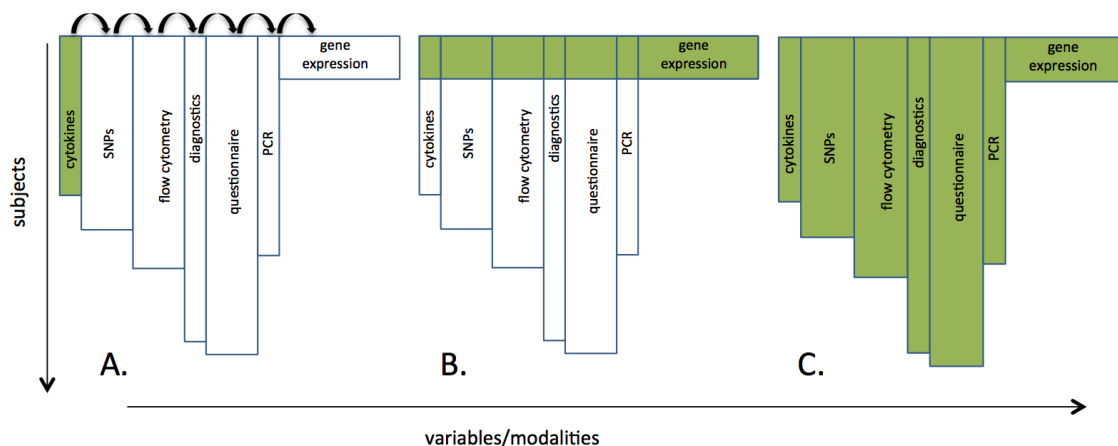 subjects
cytokines
SNPs
flow cytometry
diagnostics
questionnaire
PCR
gene
expression
A.
cytokines
SNPs
flow cytometry
diagnostics
questionnaire
PCR
gene
expression
B.
cytokines
SNPs
flow cytometry
diagnostics
questionnaire
PCR
gene
expression
C.
variables/modalities